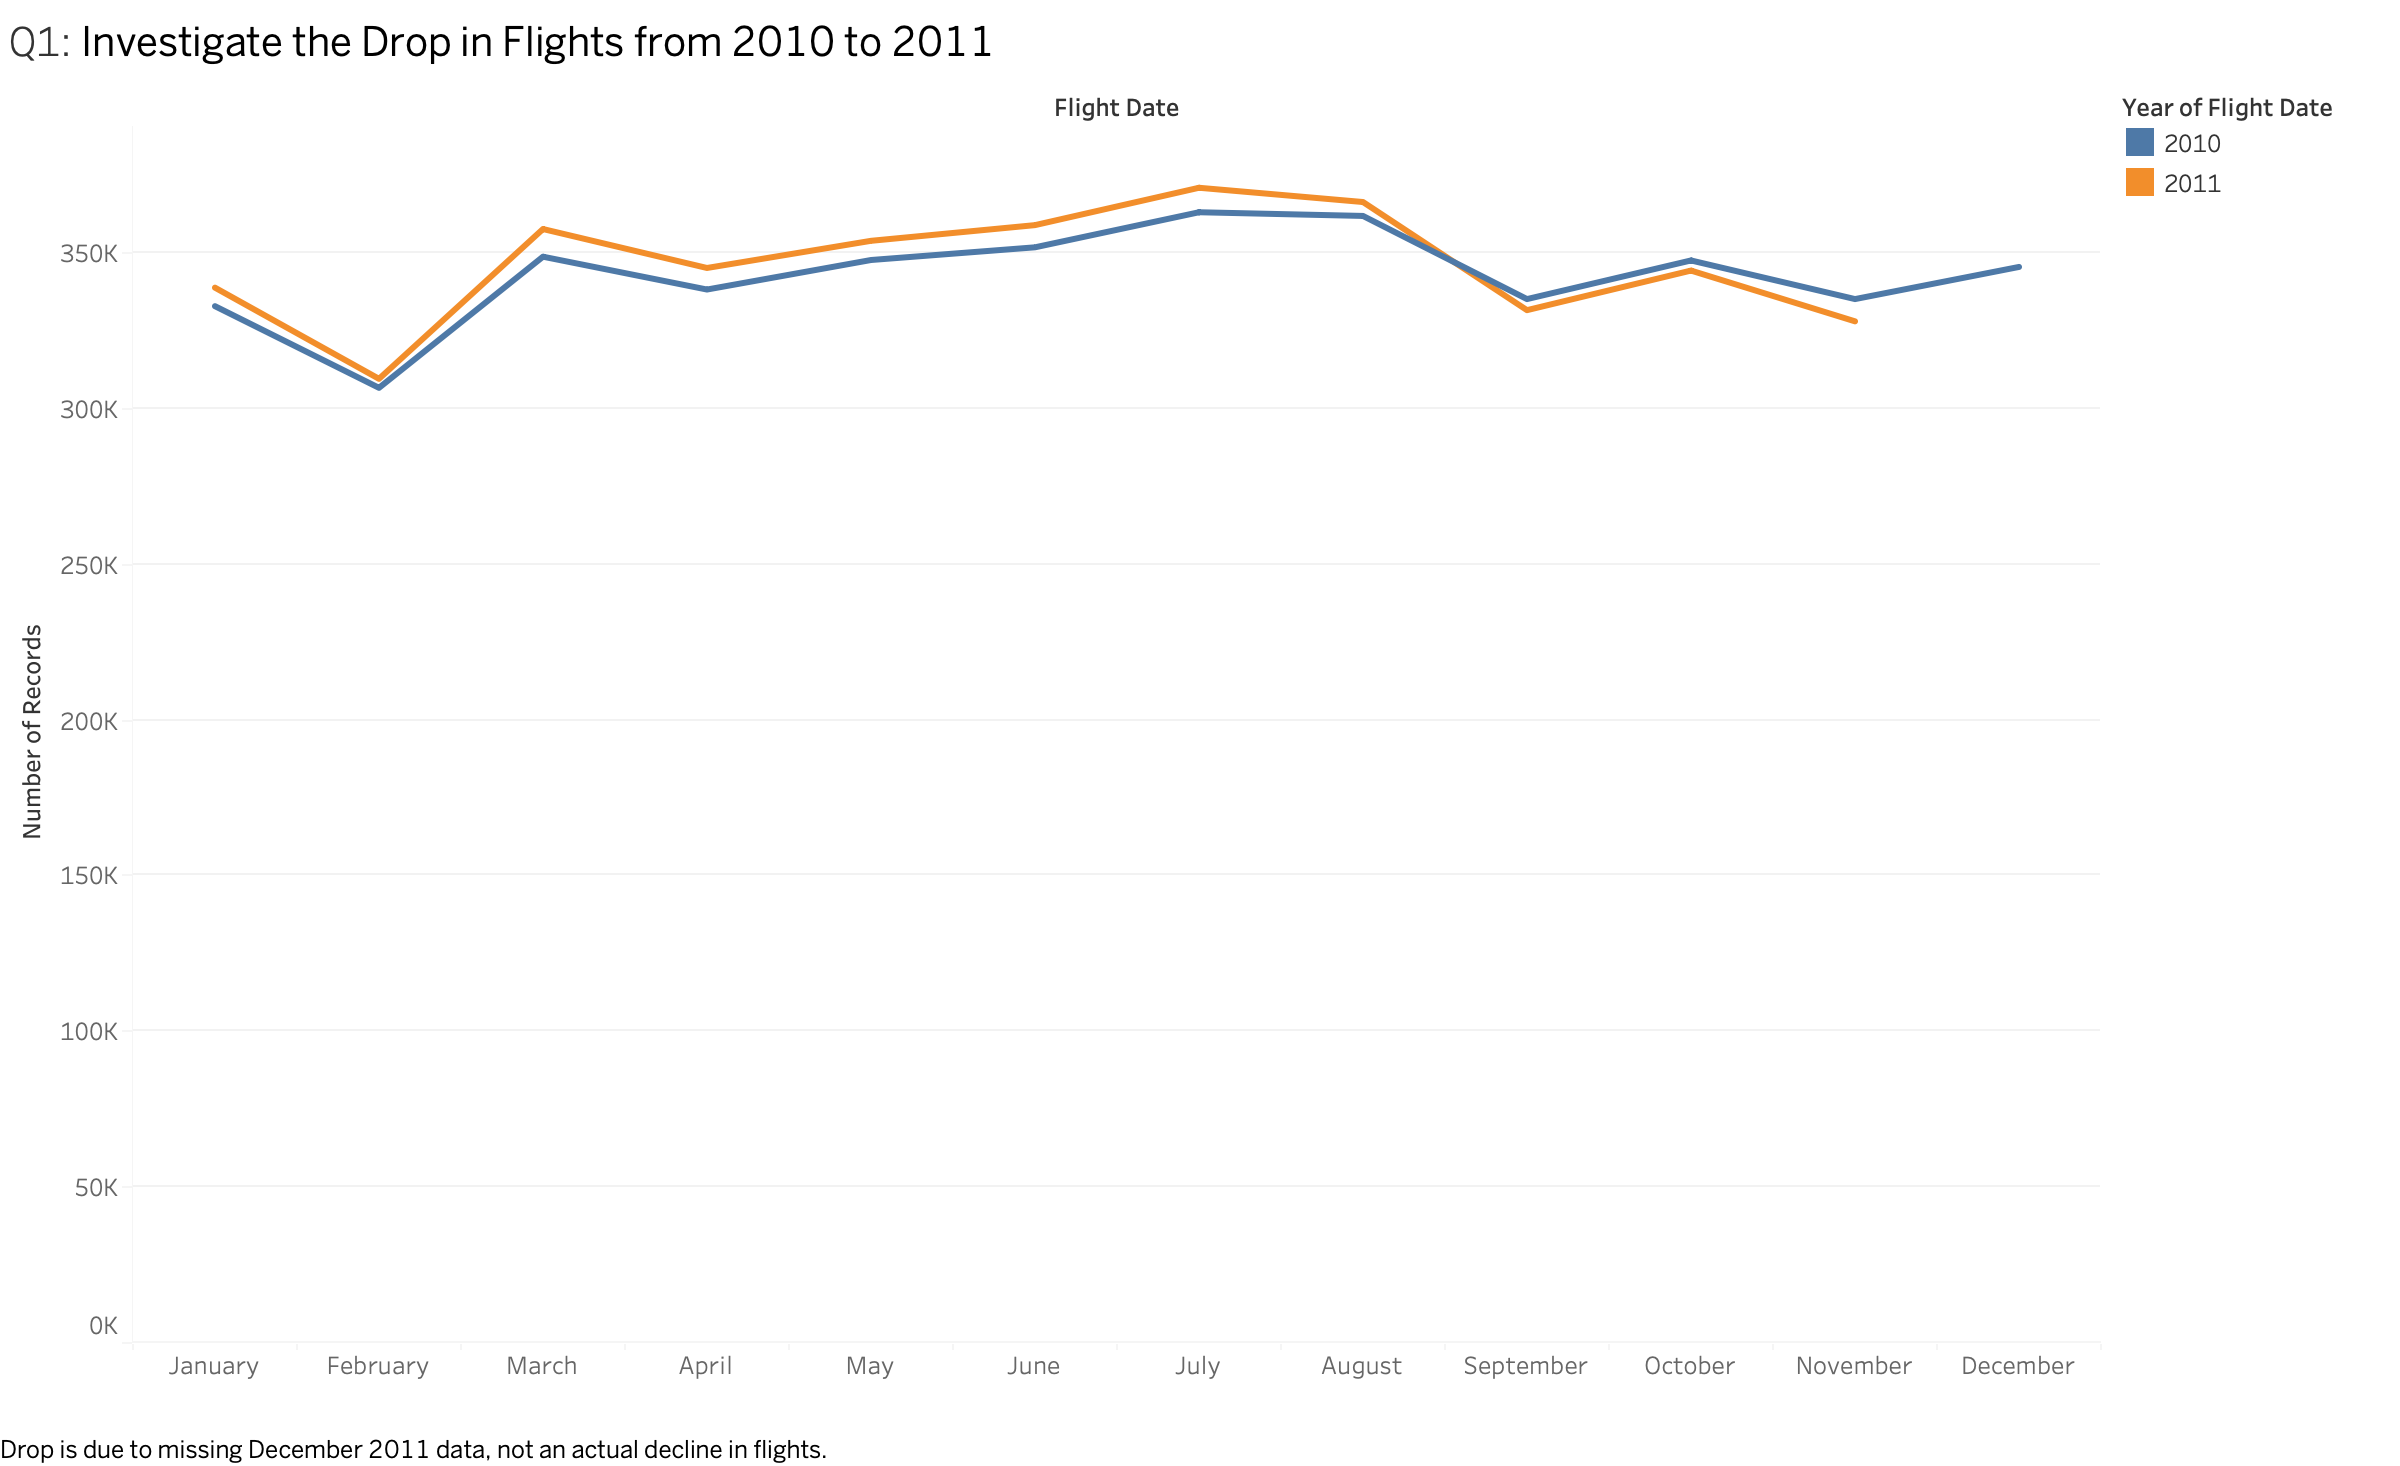 Q1: Investigate the Drop in Flights from 2010 to 2011
Flight Date
Year of Flight Date
2010
2011
350K
300K
250K
200K
150K
100K
50K
0K
Number of Records
January February March April May June July August September October November December
Drop is due to missing December 2011 data, not an actual decline in flights.